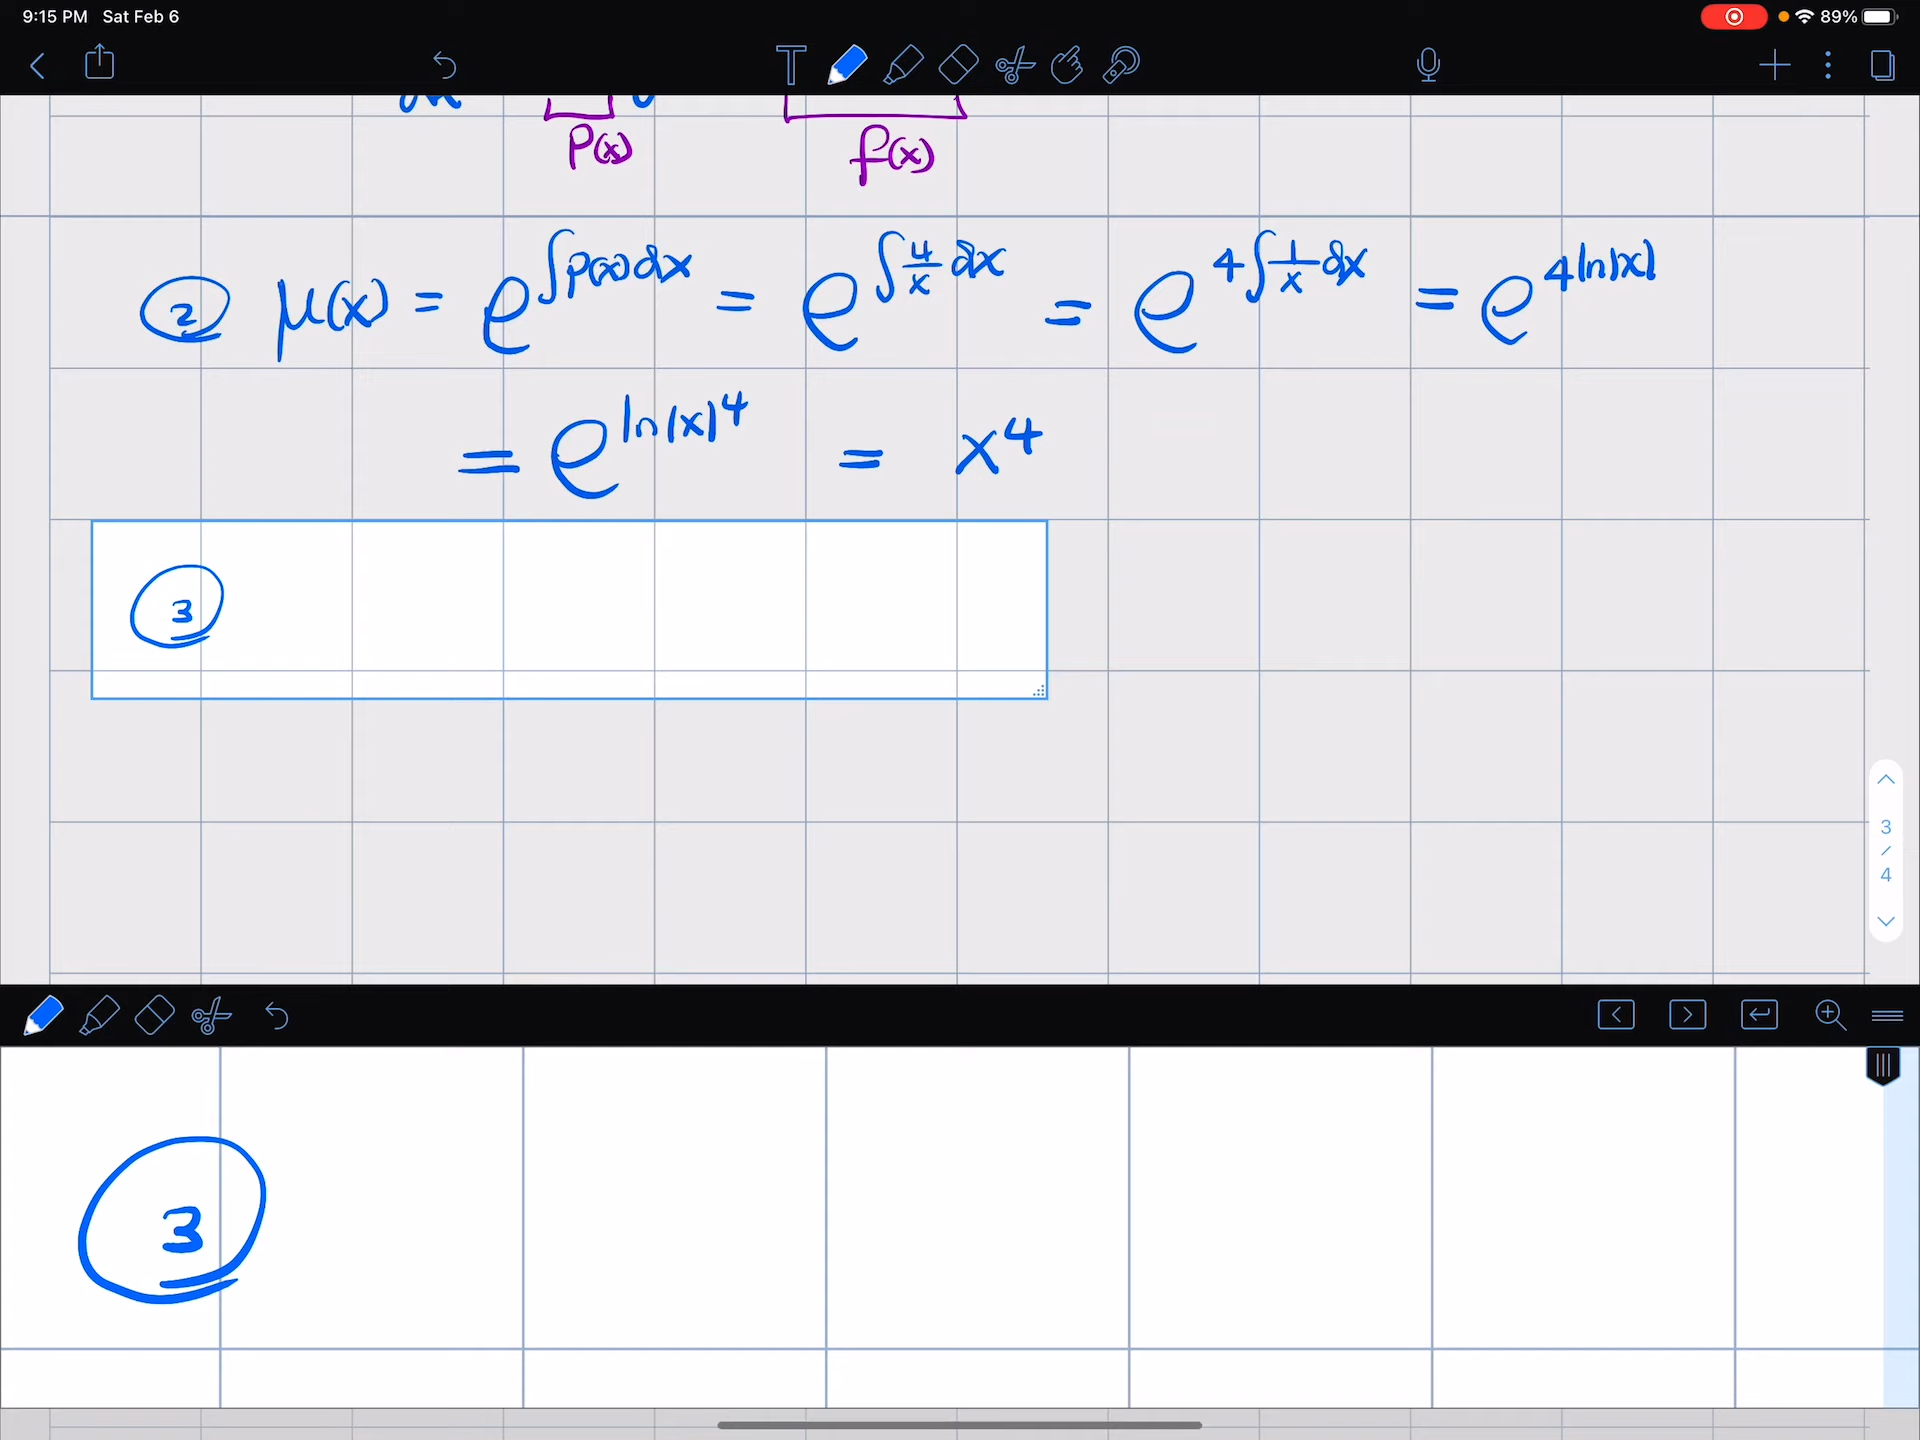 9:15 PM Sat Feb 6 89%
T
P(x) f(x)
② μ(x) = e^{∫p(x)dx} = e^{∫4/x dx} = e^{4∫1/x dx} = e^{4ln|x|}
= e^{ln|x|^4} = x^4
③
3
/
4
③